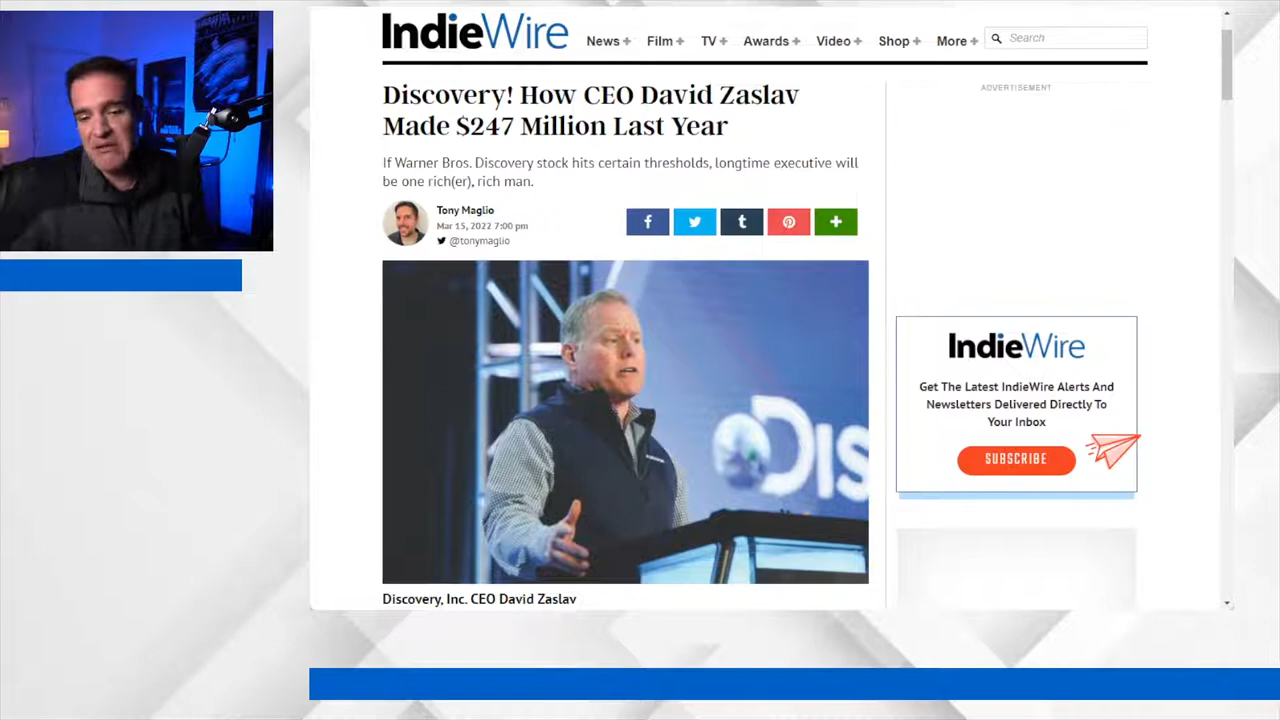 IndieWire
News + Film + TV + Awards + Video + Shop + More + Search
Discovery! How CEO David Zaslav
Made $247 Million Last Year
If Warner Bros. Discovery stock hits certain thresholds, longtime executive will
be one rich(er), rich man.
Tony Maglio
Mar 15, 2022 7:00 pm
@tonymaglio
f t +
DIS
Discovery, Inc. CEO David Zaslav
ADVERTISEMENT
IndieWire
Get The Latest IndieWire Alerts And
Newsletters Delivered Directly To
Your Inbox
SUBSCRIBE